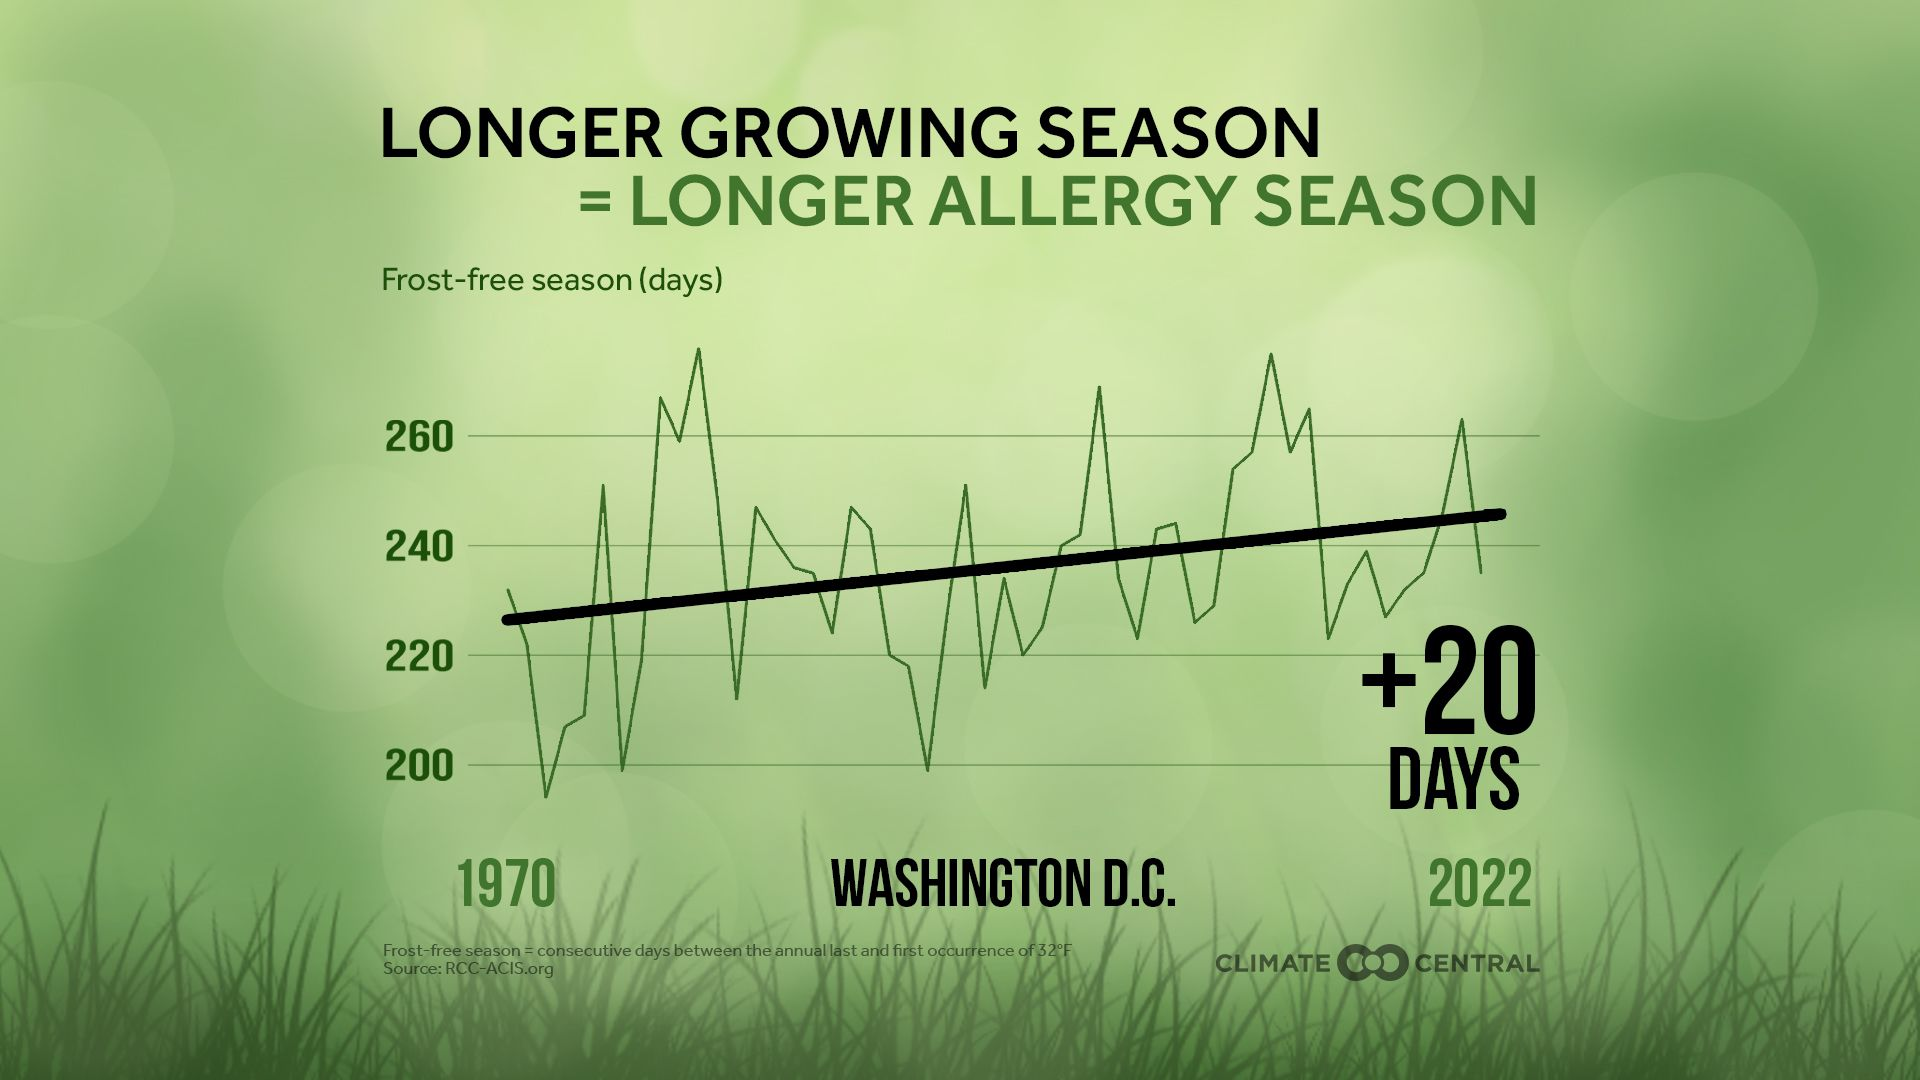 LONGER GROWING SEASON
= LONGER ALLERGY SEASON
Frost-free season (days)
260
240
220
200
+20
DAYS
1970
WASHINGTON D.C.
2022
Frost-free season = consecutive days between the annual last and first occurrence of 32°F
Source: RCC-ACIS.org
CLIMATE CENTRAL